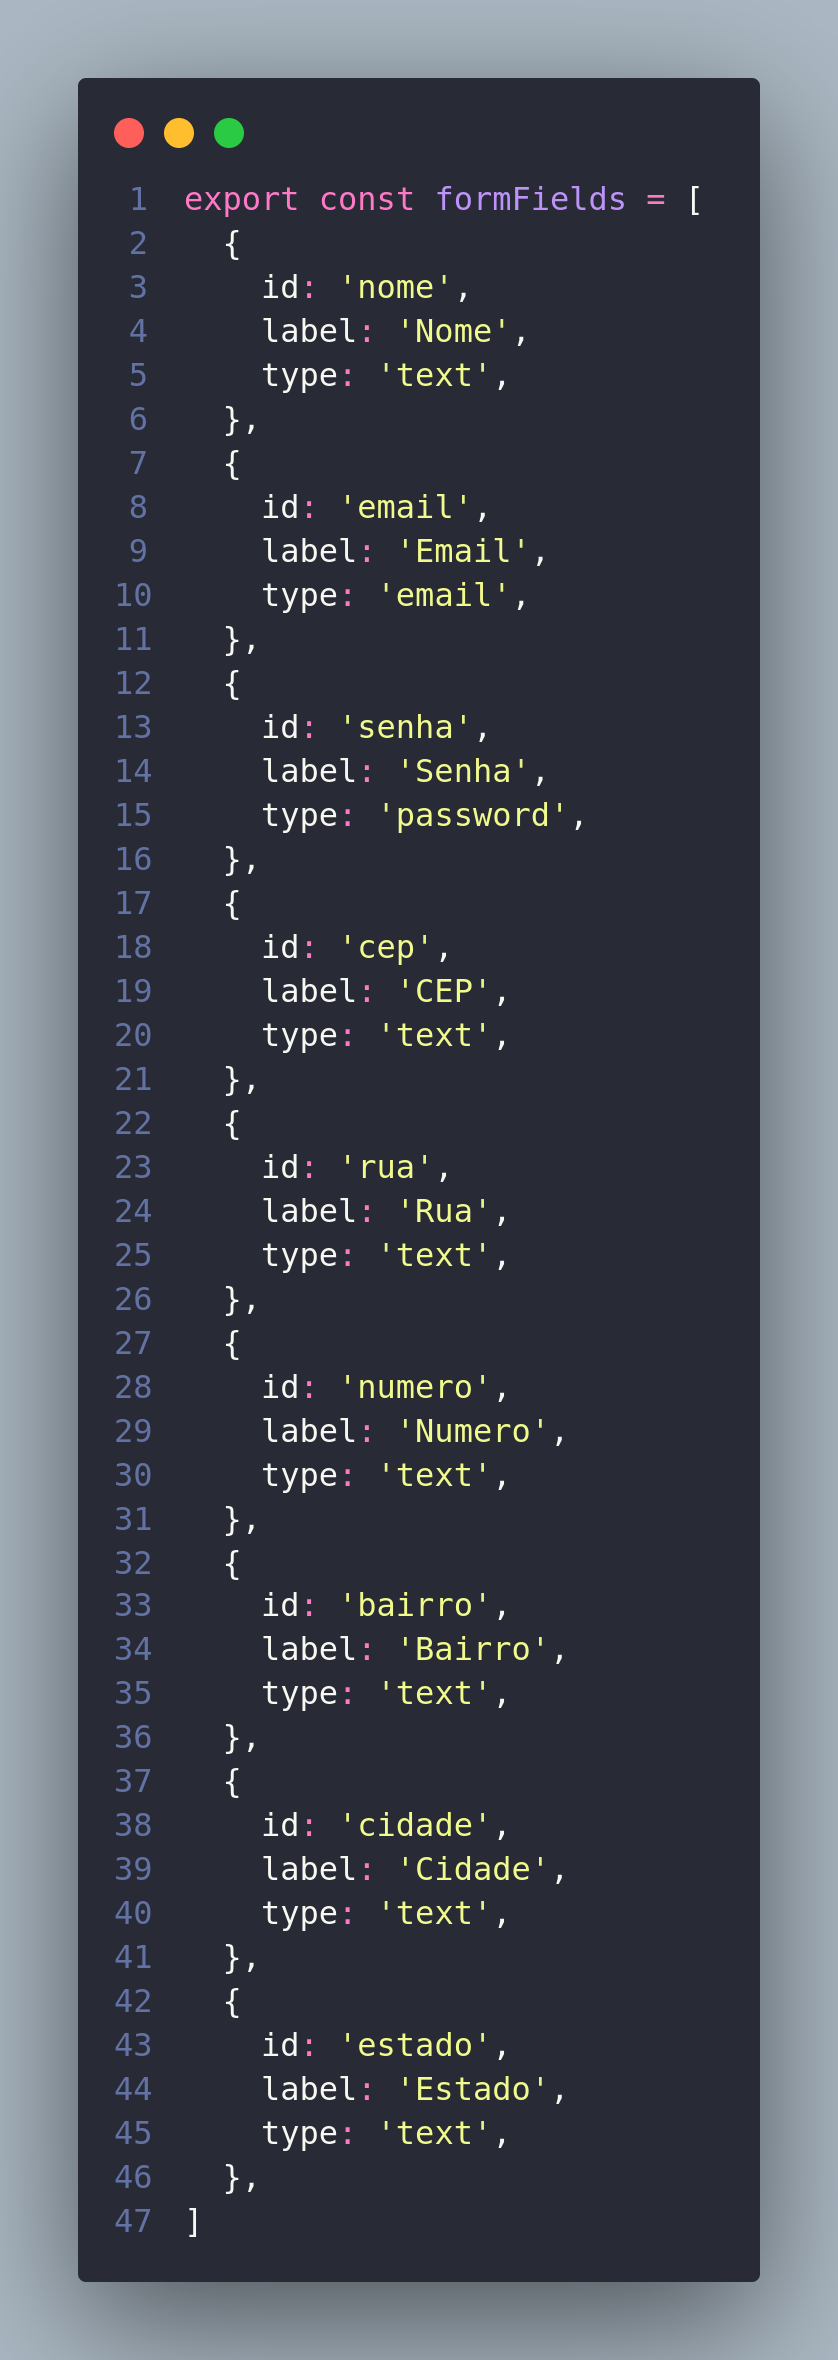 1 export const formFields = [
2   {
3     id: 'nome',
4     label: 'Nome',
5     type: 'text',
6   },
7   {
8     id: 'email',
9     label: 'Email',
10     type: 'email',
11   },
12   {
13     id: 'senha',
14     label: 'Senha',
15     type: 'password',
16   },
17   {
18     id: 'cep',
19     label: 'CEP',
20     type: 'text',
21   },
22   {
23     id: 'rua',
24     label: 'Rua',
25     type: 'text',
26   },
27   {
28     id: 'numero',
29     label: 'Numero',
30     type: 'text',
31   },
32   {
33     id: 'bairro',
34     label: 'Bairro',
35     type: 'text',
36   },
37   {
38     id: 'cidade',
39     label: 'Cidade',
40     type: 'text',
41   },
42   {
43     id: 'estado',
44     label: 'Estado',
45     type: 'text',
46   },
47 ]